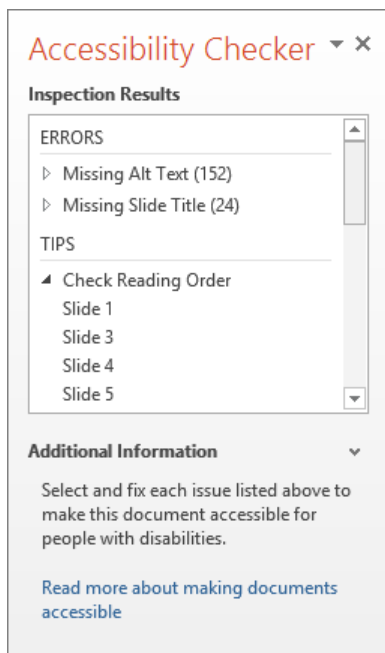 Accessibility Checker
Inspection Results
ERRORS
Missing Alt Text (152)
Missing Slide Title (24)
TIPS
Check Reading Order
Slide 1
Slide 3
Slide 4
Slide 5
Additional Information
Select and fix each issue listed above to
make this document accessible for
people with disabilities.
Read more about making documents
accessible